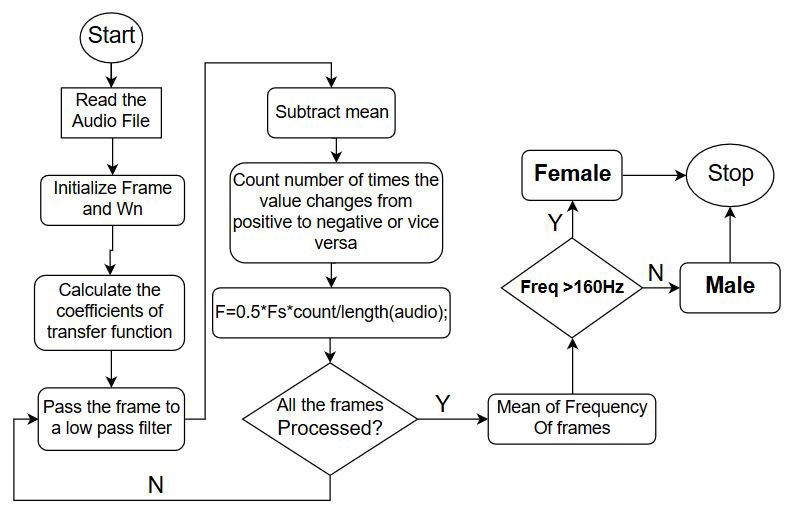 Start
Read the
Audio File
Initialize Frame
and Wn
Calculate the
coefficients of
transfer function
Pass the frame to
a low pass filter
Subtract mean
Count number of times the
value changes from
positive to negative or vice
versa
F=0.5*Fs*count/length(audio);
All the frames
Processed?
N
Y
Mean of Frequency
Of frames
Freq >160Hz
Y
Female
N
Male
Stop